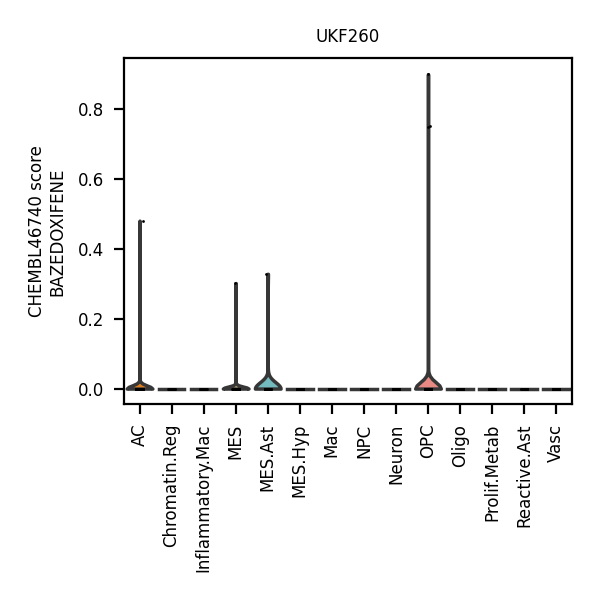 UKF260
CHEMBL46740 score
BAZEDOXIFENE
0.8
0.6
0.4
0.2
0.0
AC
Chromatin.Reg
Inflammatory.Mac
MES
MES.Ast
MES.Hyp
Mac
NPC
Neuron
OPC
Oligo
Prolif.Metab
Reactive.Ast
Vasc